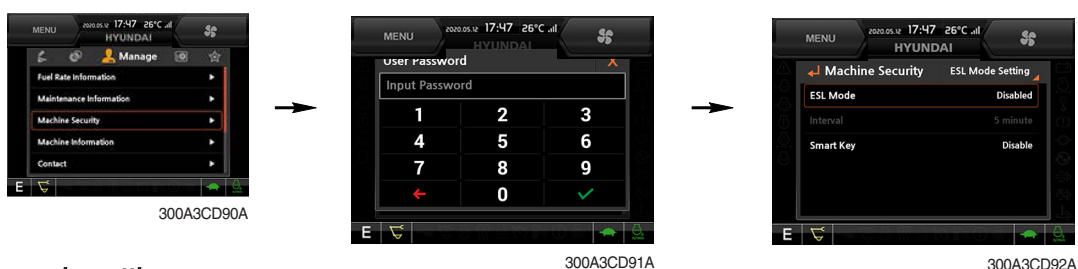 MENU
2020.05.12 17:47 26°C
HYUNDAI
Manage
Fuel Rate Information
Maintenance Information
Machine Security
Machine Information
Contact
E
300A3CD90A
MENU
2020.05.12 17:47 26°C
HYUNDAI
User Password X
Input Password
1 2 3
4 5 6
7 8 9
0
E
300A3CD91A
MENU
2020.05.12 17:47 26°C
HYUNDAI
Machine Security ESL Mode Setting
ESL Mode Disabled
Interval 5 minute
Smart Key Disable
E
300A3CD92A